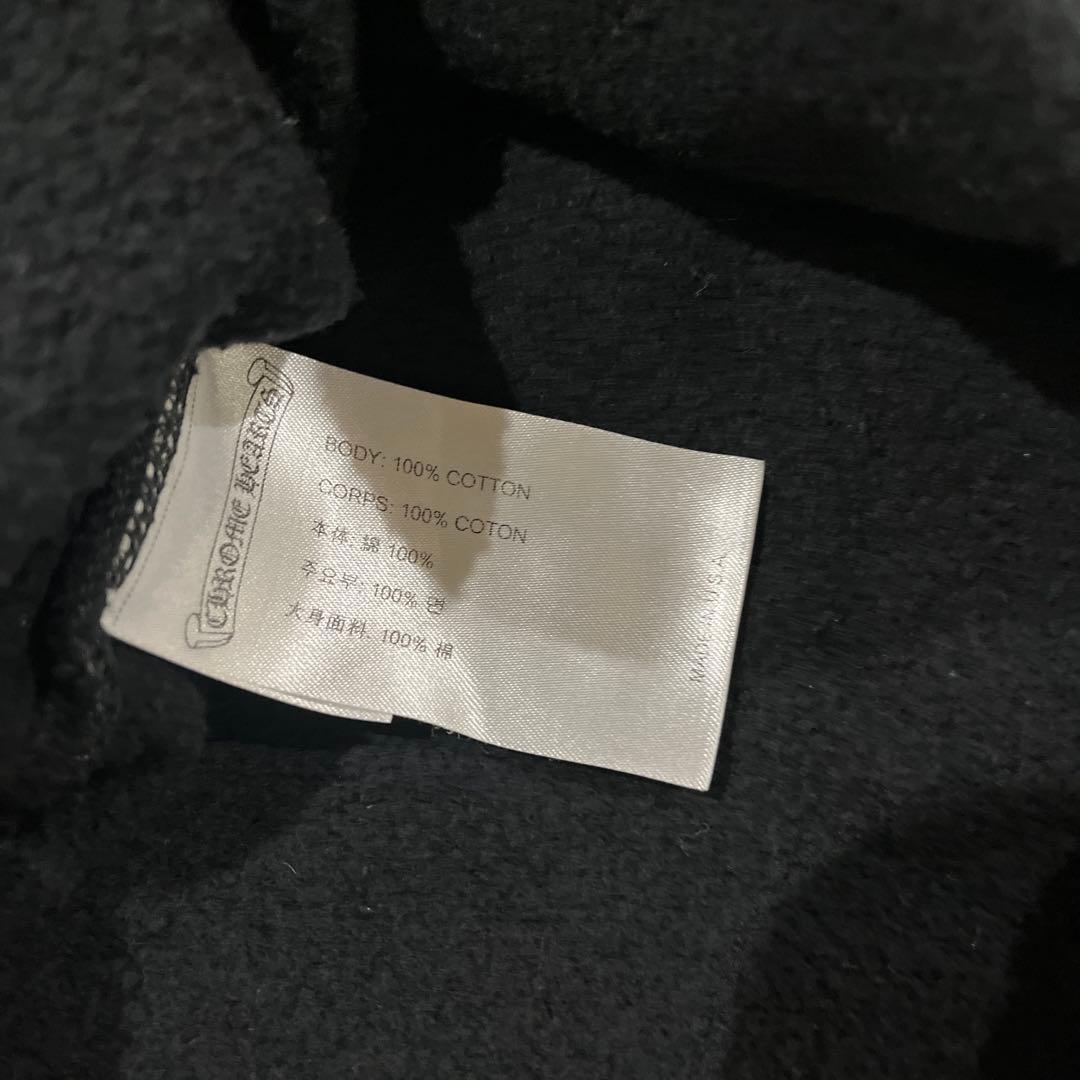 CHROME HEARTS
BODY: 100% COTTON
CORPS: 100% COTON
本体: 綿 100%
주요부: 100% 면
大身面料: 100% 棉
MADE IN U.S.A.